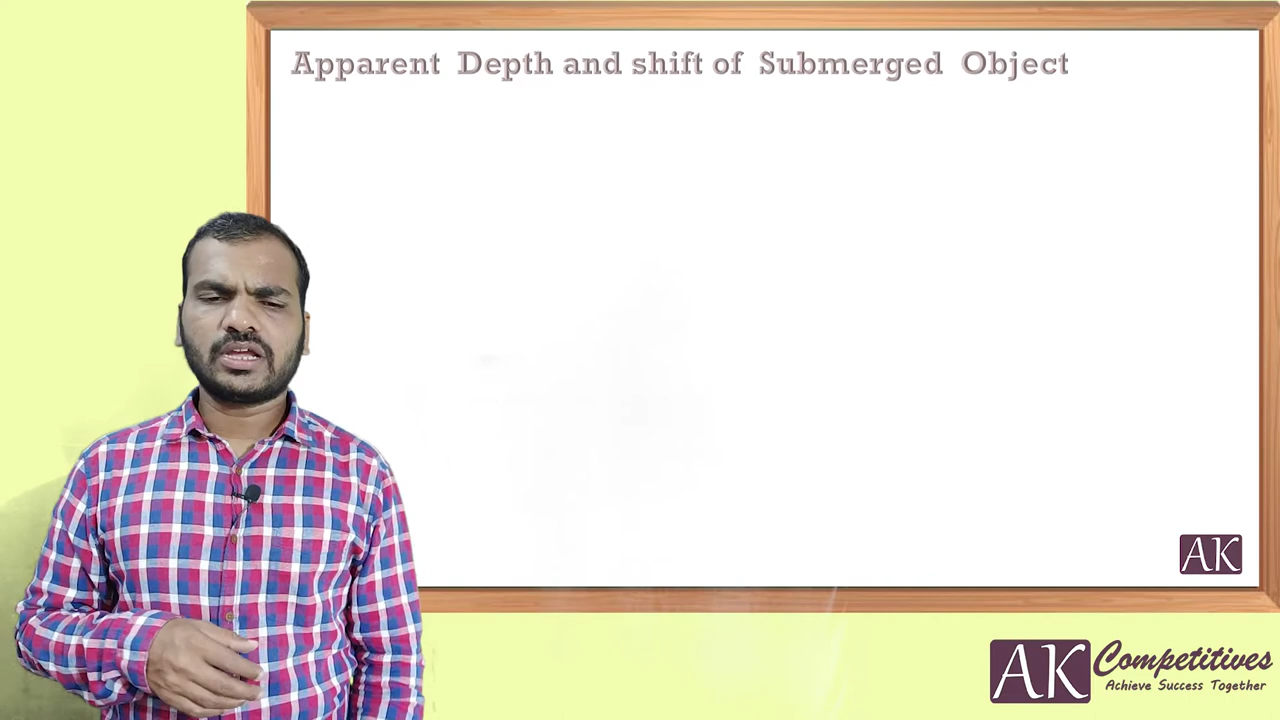 Apparent Depth and shift of Submerged Object
AK
AK Competitives
Achieve Success Together